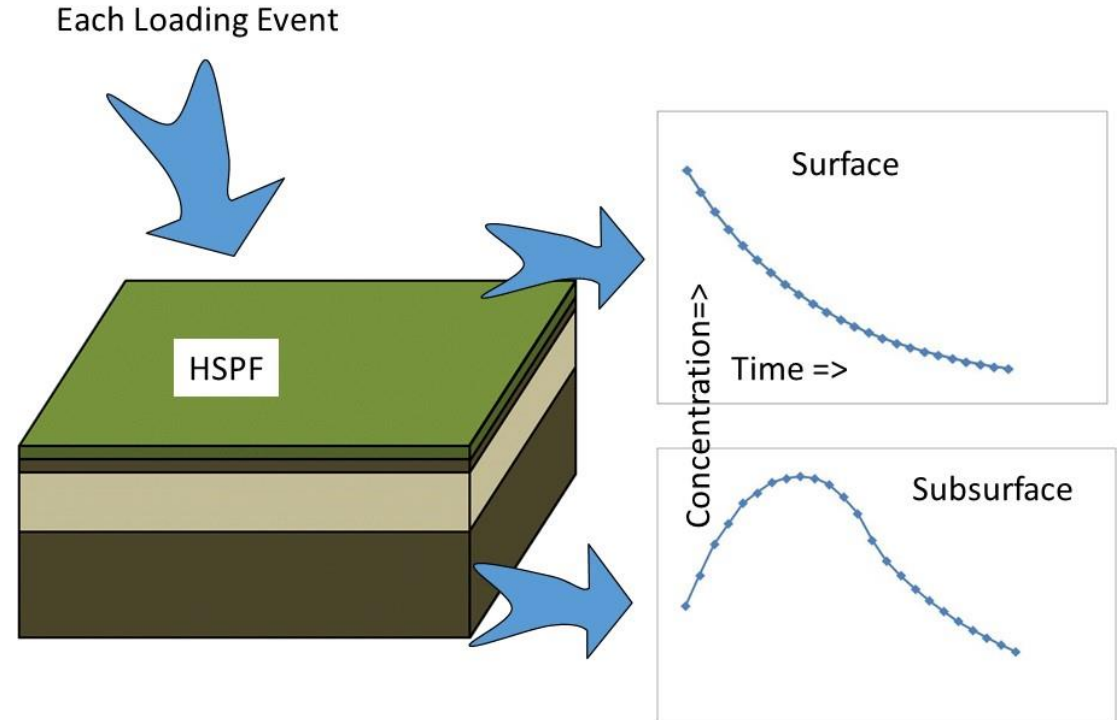 Each Loading Event
HSPF
Surface
Concentration=>
Time =>
Subsurface